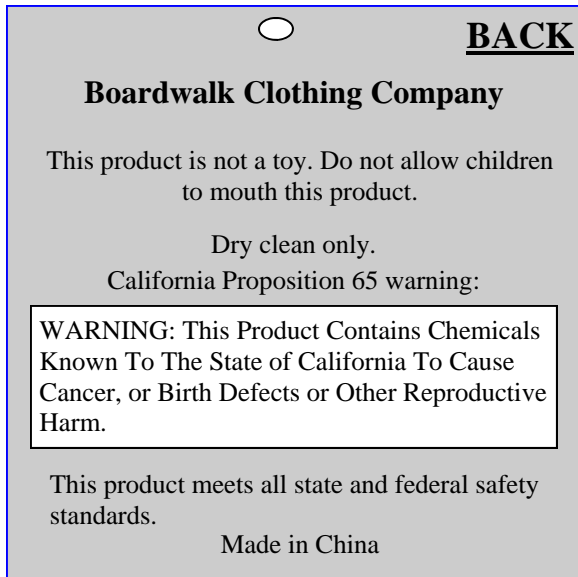 BACK
Boardwalk Clothing Company
This product is not a toy. Do not allow children
to mouth this product.
Dry clean only.
California Proposition 65 warning:
WARNING: This Product Contains Chemicals
Known To The State of California To Cause
Cancer, or Birth Defects or Other Reproductive
Harm.
This product meets all state and federal safety
standards.
Made in China